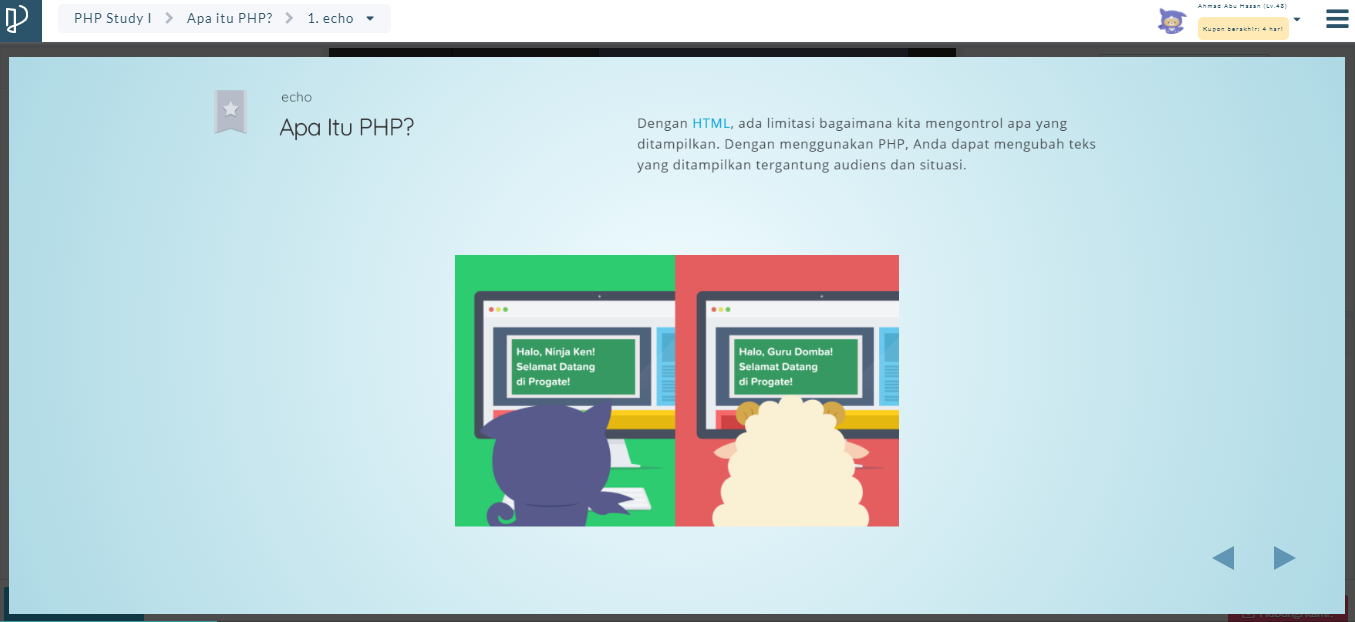 PHP Study I
Apa itu PHP?
1. echo
Ahmad Abu Hasan (Lv.48)
Kupon berakhir: 4 hari
echo
Apa Itu PHP?
Dengan HTML, ada limitasi bagaimana kita mengontrol apa yang
ditampilkan. Dengan menggunakan PHP, Anda dapat mengubah teks
yang ditampilkan tergantung audiens dan situasi.
Halo, Ninja Ken!
Selamat Datang
di Progate!
Halo, Guru Domba!
Selamat Datang
di Progate!